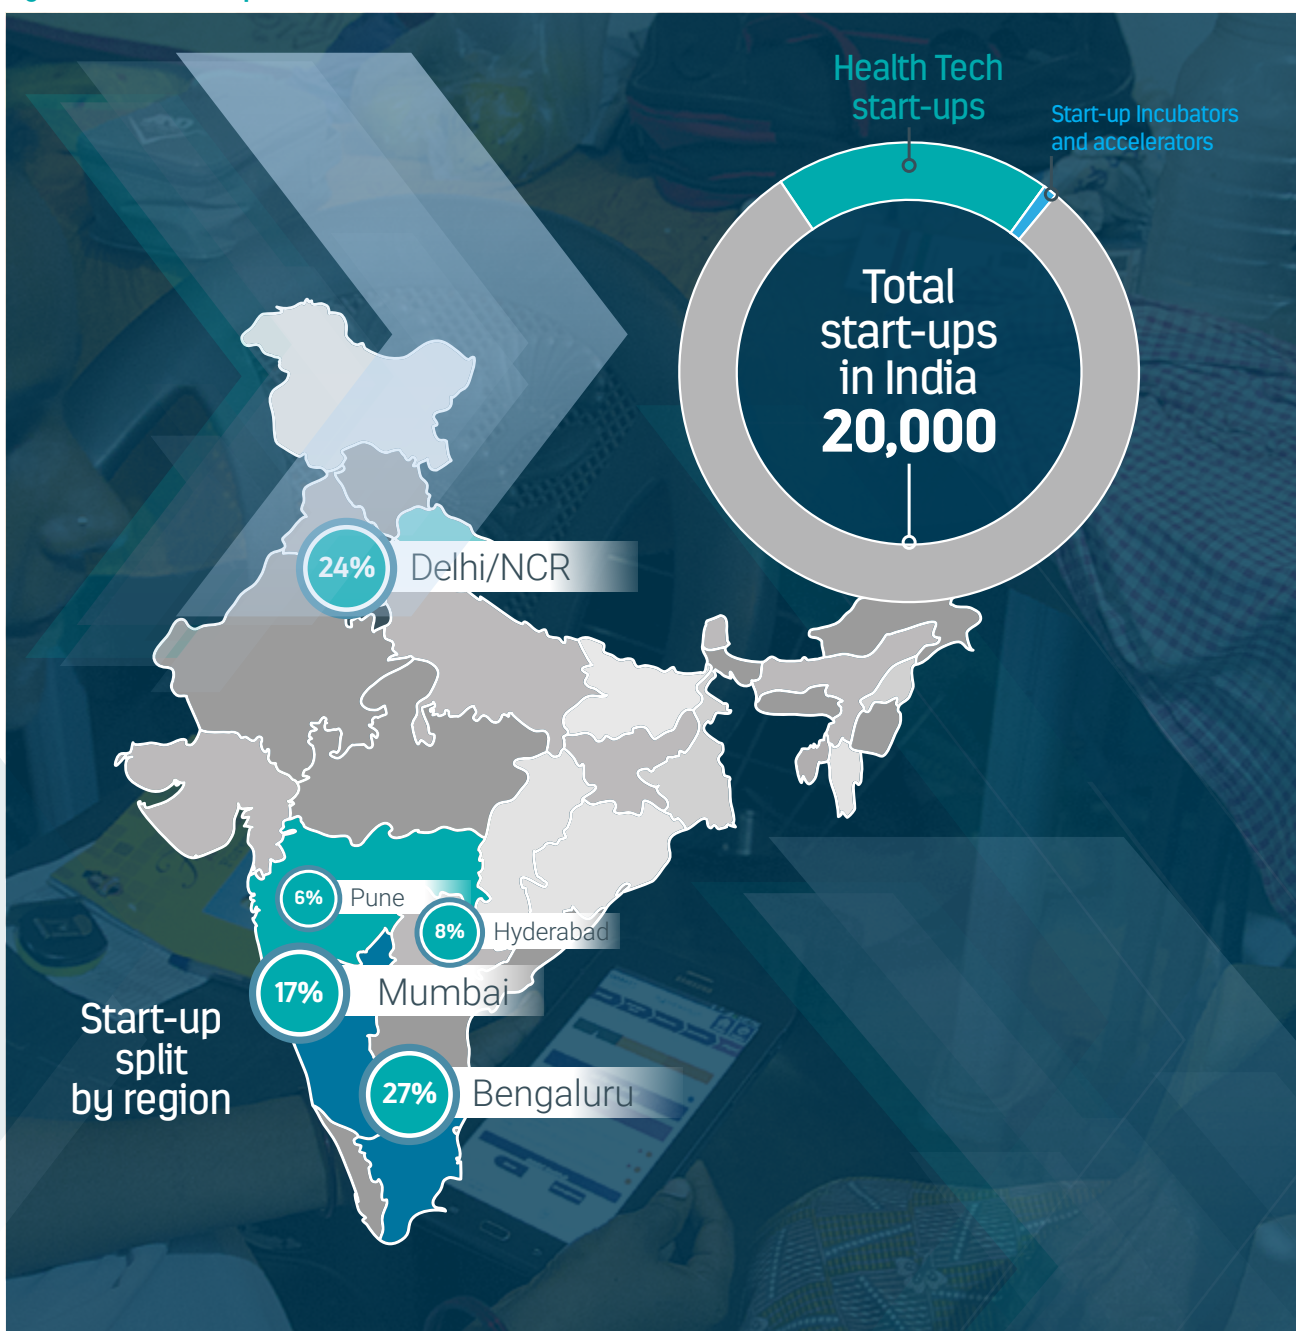 Health Tech
start-ups
Start-up Incubators
and accelerators
Total
start-ups
in India
20,000
24% Delhi/NCR
6% Pune
8% Hyderabad
17% Mumbai
Start-up
split
by region
27% Bengaluru